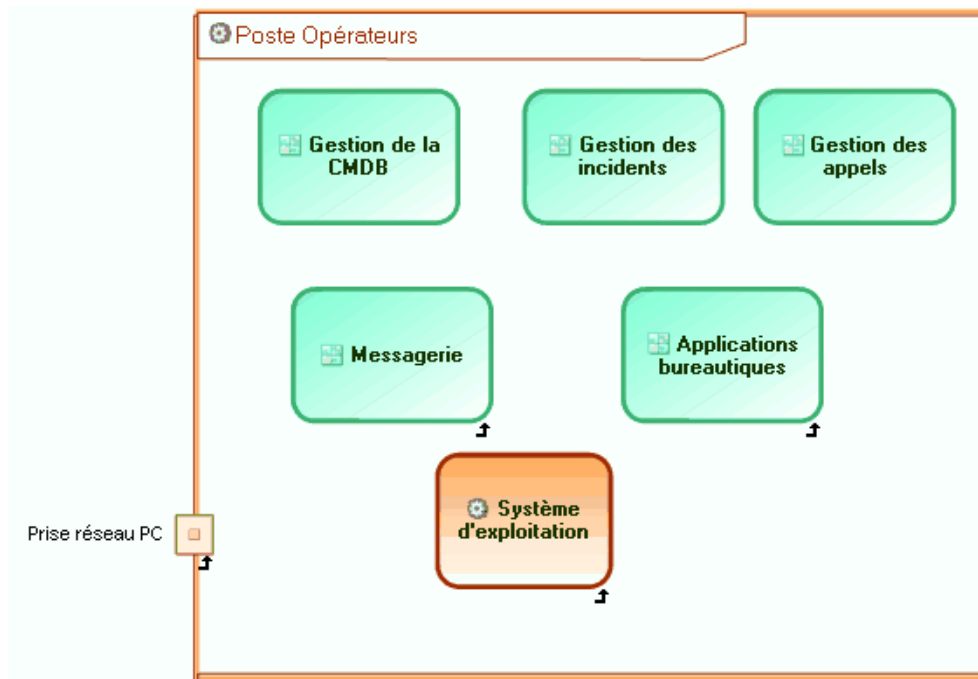 Poste Opérateurs
Gestion de la
CMDB
Gestion des
incidents
Gestion des
appels
Messagerie
Applications
bureautiques
Système
d'exploitation
Prise réseau PC